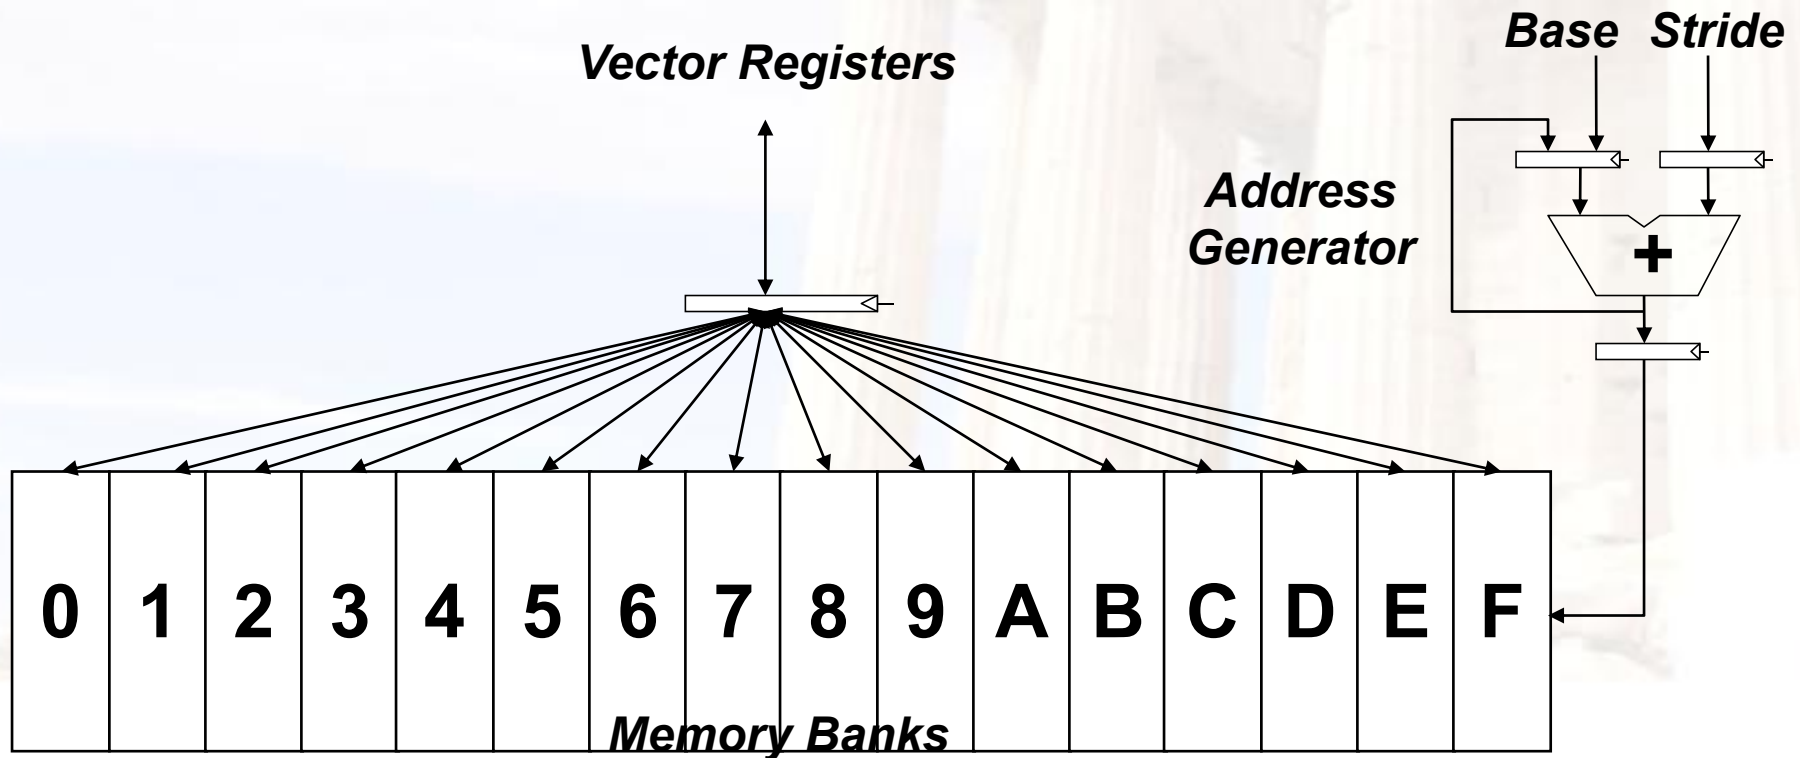 Base Stride
Vector Registers
Address
Generator
+
0 1 2 3 4 5 6 7 8 9 A B C D E F
Memory Banks